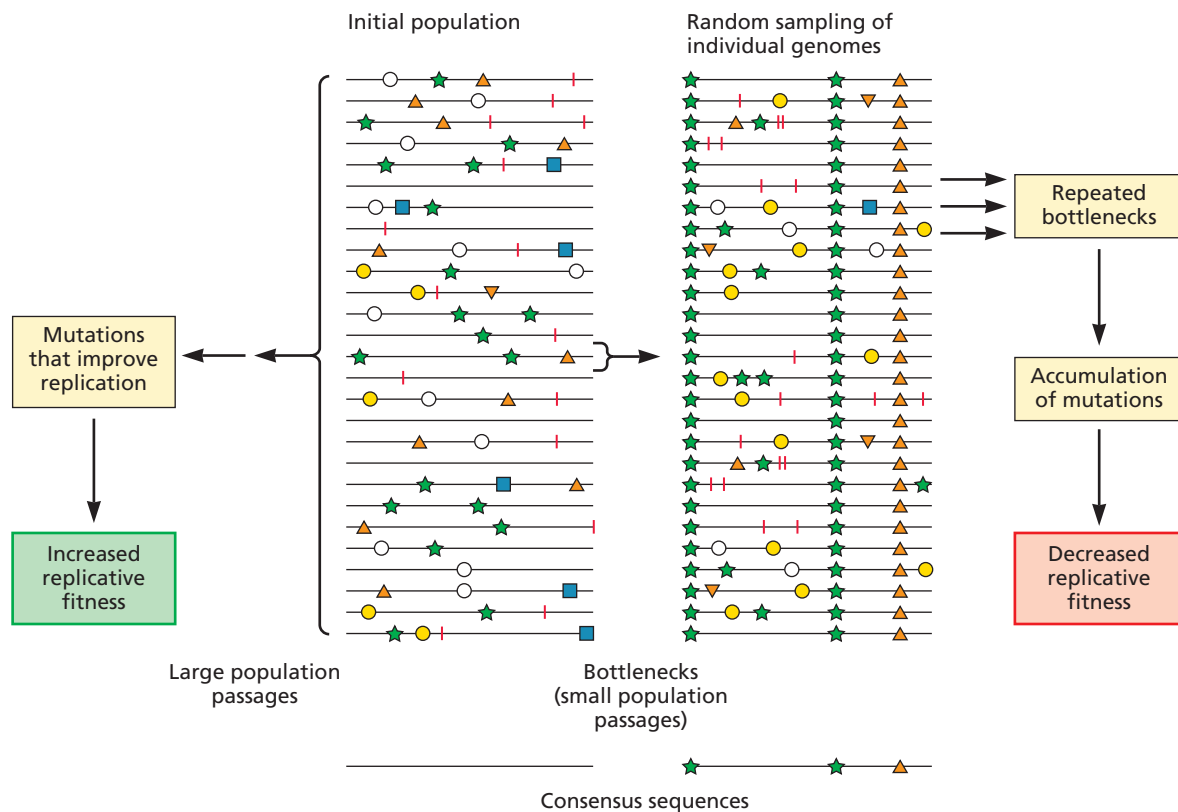 Initial population
Random sampling of
individual genomes
Mutations
that improve
replication
Increased
replicative
fitness
Repeated
bottlenecks
Accumulation
of mutations
Decreased
replicative
fitness
Large population
passages
Bottlenecks
(small population
passages)
Consensus sequences